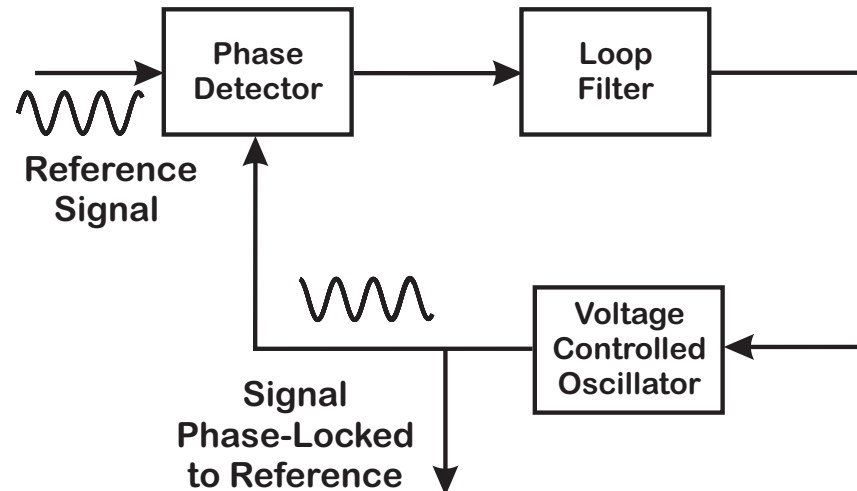 Phase
Detector
Loop
Filter
Reference
Signal
Voltage
Controlled
Oscillator
Signal
Phase-Locked
to Reference